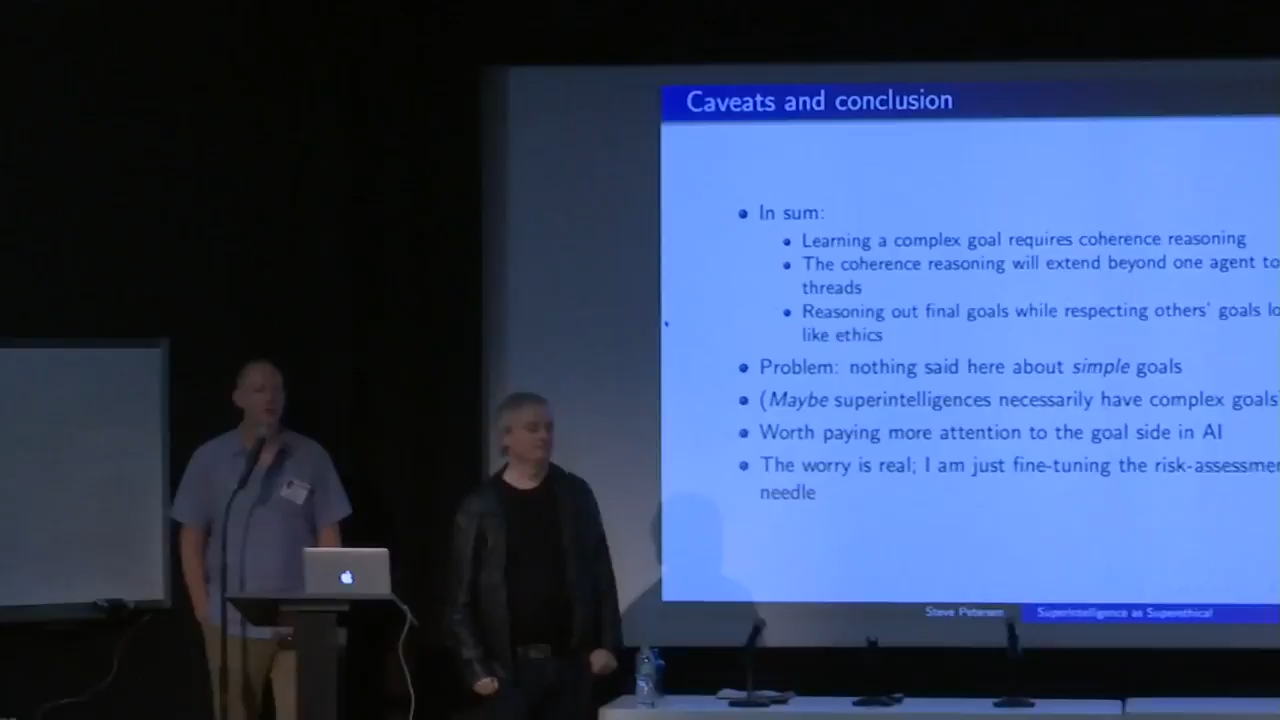 Caveats and conclusion
In sum:
Learning a complex goal requires coherence reasoning
The coherence reasoning will extend beyond one agent to
threads
Reasoning out final goals while respecting others' goals lo
like ethics
Problem: nothing said here about simple goals
(Maybe superintelligences necessarily have complex goals
Worth paying more attention to the goal side in AI
The worry is real; I am just fine-tuning the risk-assessmen
needle
Steve Petersen
Superintelligence as Superethical